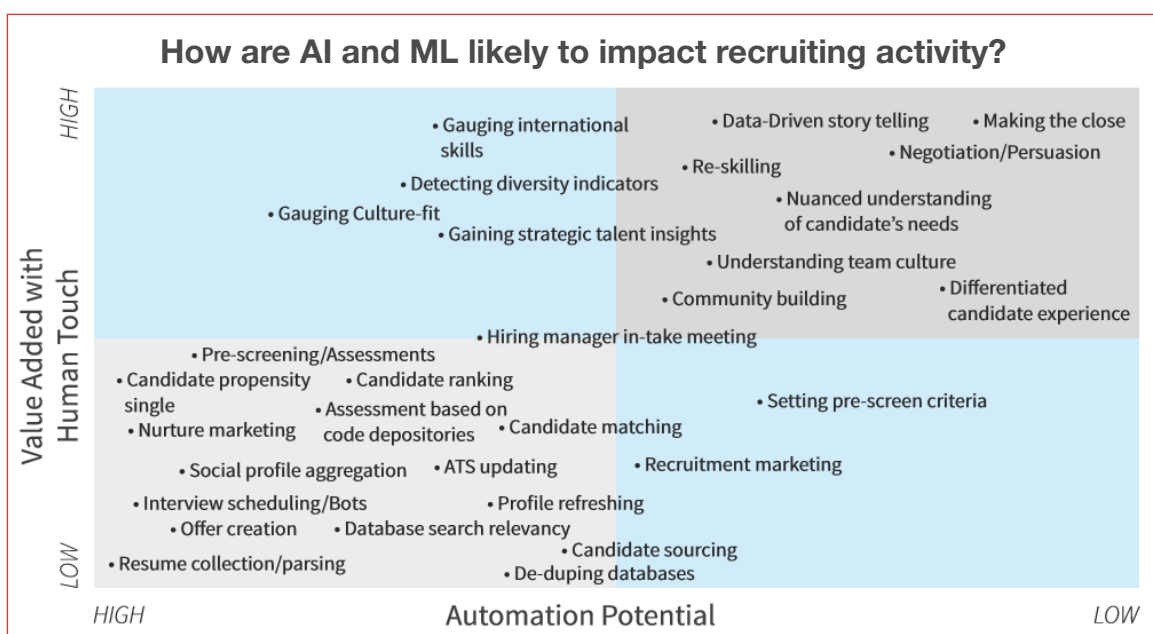 How are AI and ML likely to impact recruiting activity?
HIGH
Value Added with
Human Touch
LOW
• Gauging international
skills
• Data-Driven story telling
• Making the close
• Negotiation/Persuasion
• Re-skilling
• Detecting diversity indicators
• Nuanced understanding
of candidate's needs
• Gauging Culture-fit
• Gaining strategic talent insights
• Understanding team culture
• Community building
• Differentiated
candidate experience
• Hiring manager in-take meeting
• Pre-screening/Assessments
• Candidate propensity
single
• Candidate ranking
• Assessment based on
code depositories
• Setting pre-screen criteria
• Nurture marketing
• Candidate matching
• Social profile aggregation
• ATS updating
• Recruitment marketing
• Interview scheduling/Bots
• Profile refreshing
• Offer creation
• Database search relevancy
• Candidate sourcing
• Resume collection/parsing
• De-duping databases
HIGH
Automation Potential
LOW